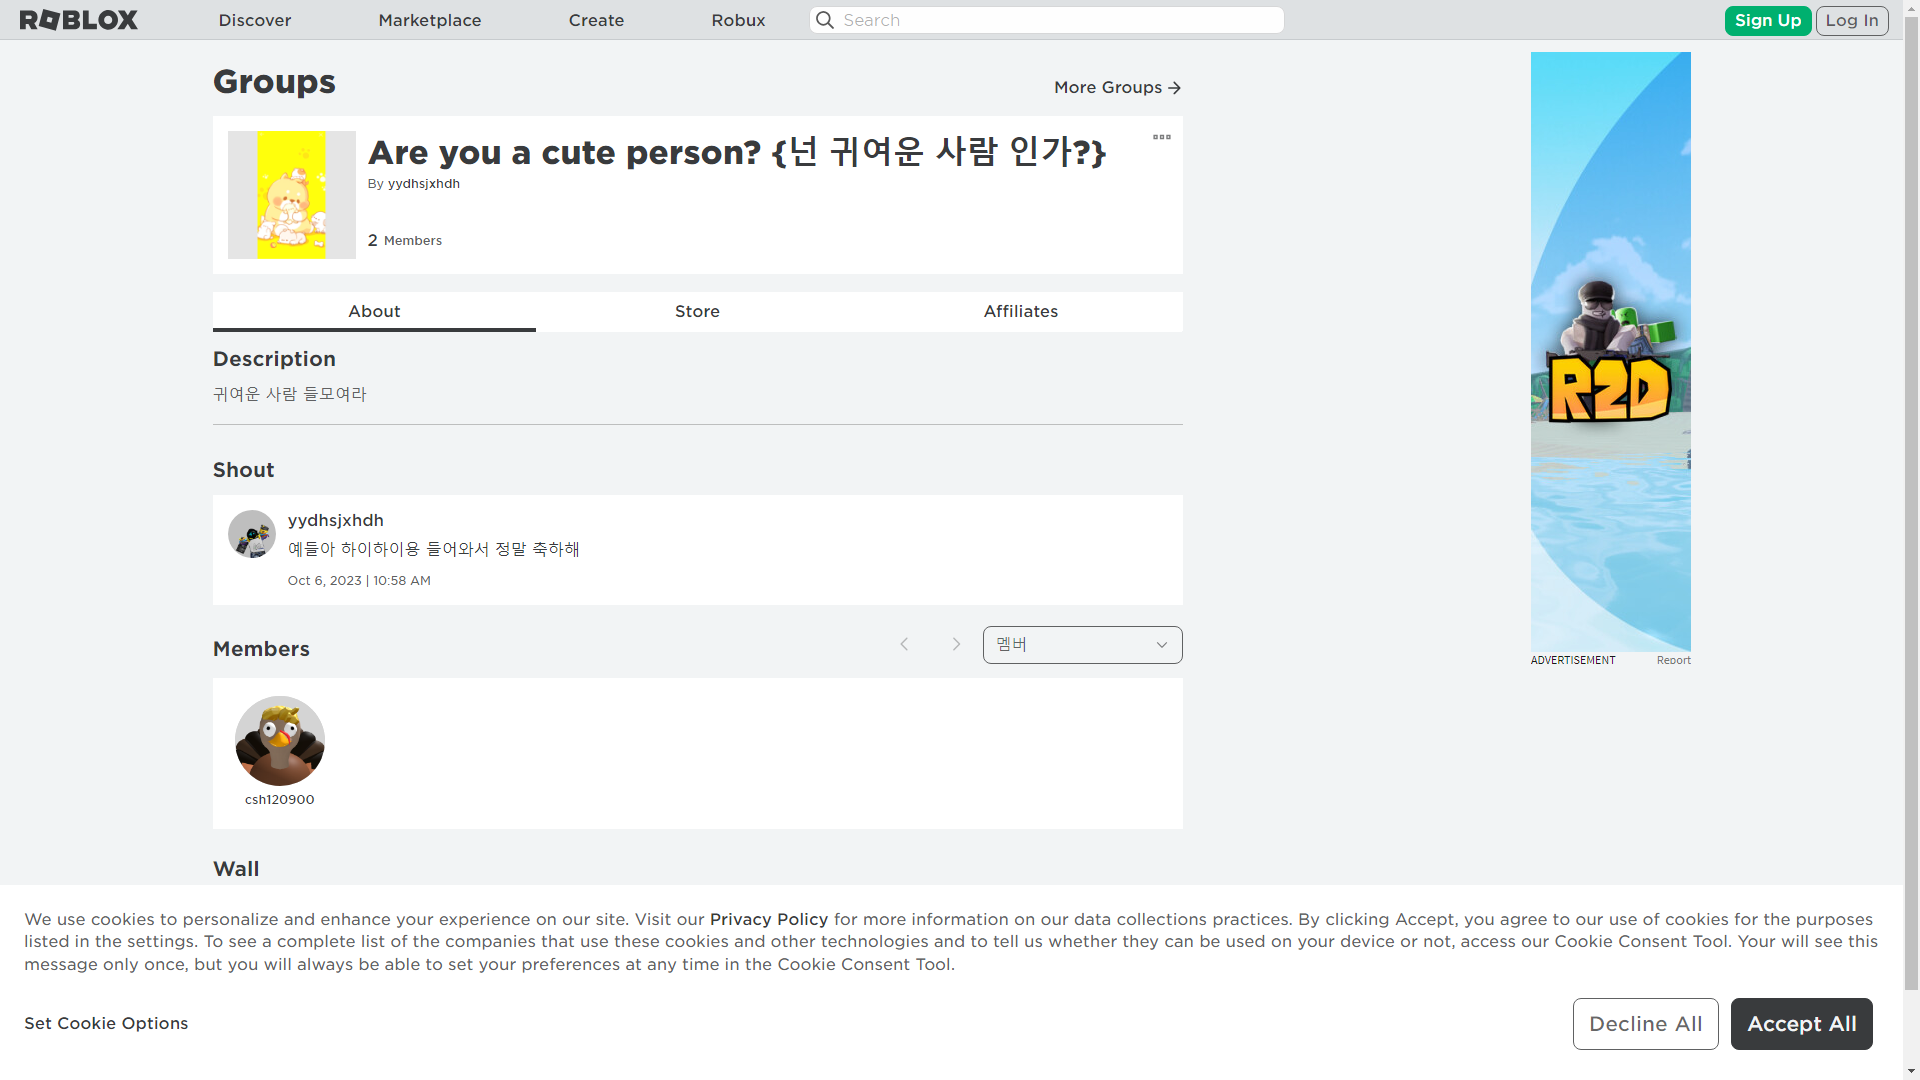 ROBLOX
Discover
Marketplace
Create
Robux
Search
Sign Up
Log In
Groups
More Groups
Are you a cute person? {넌 귀여운 사람 인가?}
By yydhsjxhdh
2 Members
About
Store
Affiliates
Description
귀여운 사람 들모여라
Shout
yydhsjxhdh
예들아 하이하이용 들어와서 정말 축하해
Oct 6, 2023 | 10:58 AM
Members
멤버
csh120900
Wall
R2D
ADVERTISEMENT
Report
We use cookies to personalize and enhance your experience on our site. Visit our Privacy Policy for more information on our data collections practices. By clicking Accept, you agree to our use of cookies for the purposes
listed in the settings. To see a complete list of the companies that use these cookies and other technologies and to tell us whether they can be used on your device or not, access our Cookie Consent Tool. Your will see this
message only once, but you will always be able to set your preferences at any time in the Cookie Consent Tool.
Set Cookie Options
Decline All
Accept All